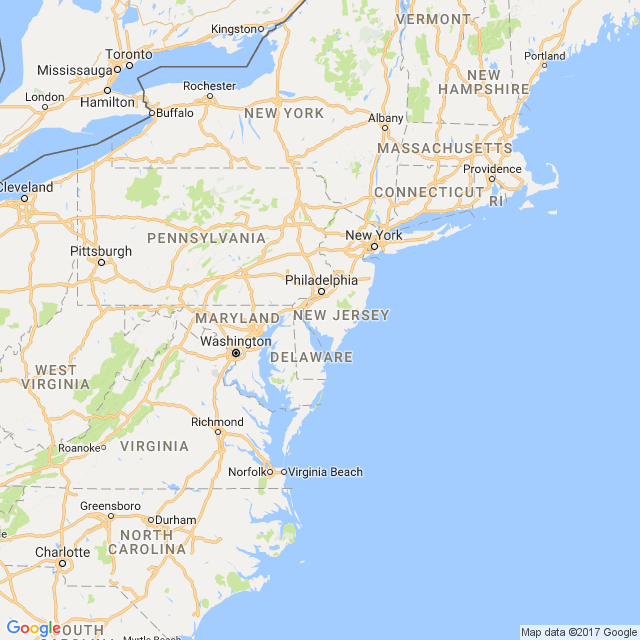 Kingston
VERMONT
Portland
Toronto
Mississauga
NEW
HAMPSHIRE
Rochester
London
Hamilton
Buffalo
NEW YORK
Albany
MASSACHUSETTS
Providence
Cleveland
CONNECTICUT
RI
PENNSYLVANIA
New York
Pittsburgh
Philadelphia
MARYLAND
NEW JERSEY
Washington
DELAWARE
WEST
VIRGINIA
Richmond
VIRGINIA
Roanoke
Norfolk
Virginia Beach
Greensboro
Durham
NORTH
CAROLINA
Charlotte
Google
SOUTH
CAROLINA
Myrtle Beach
Map data ©2017 Google